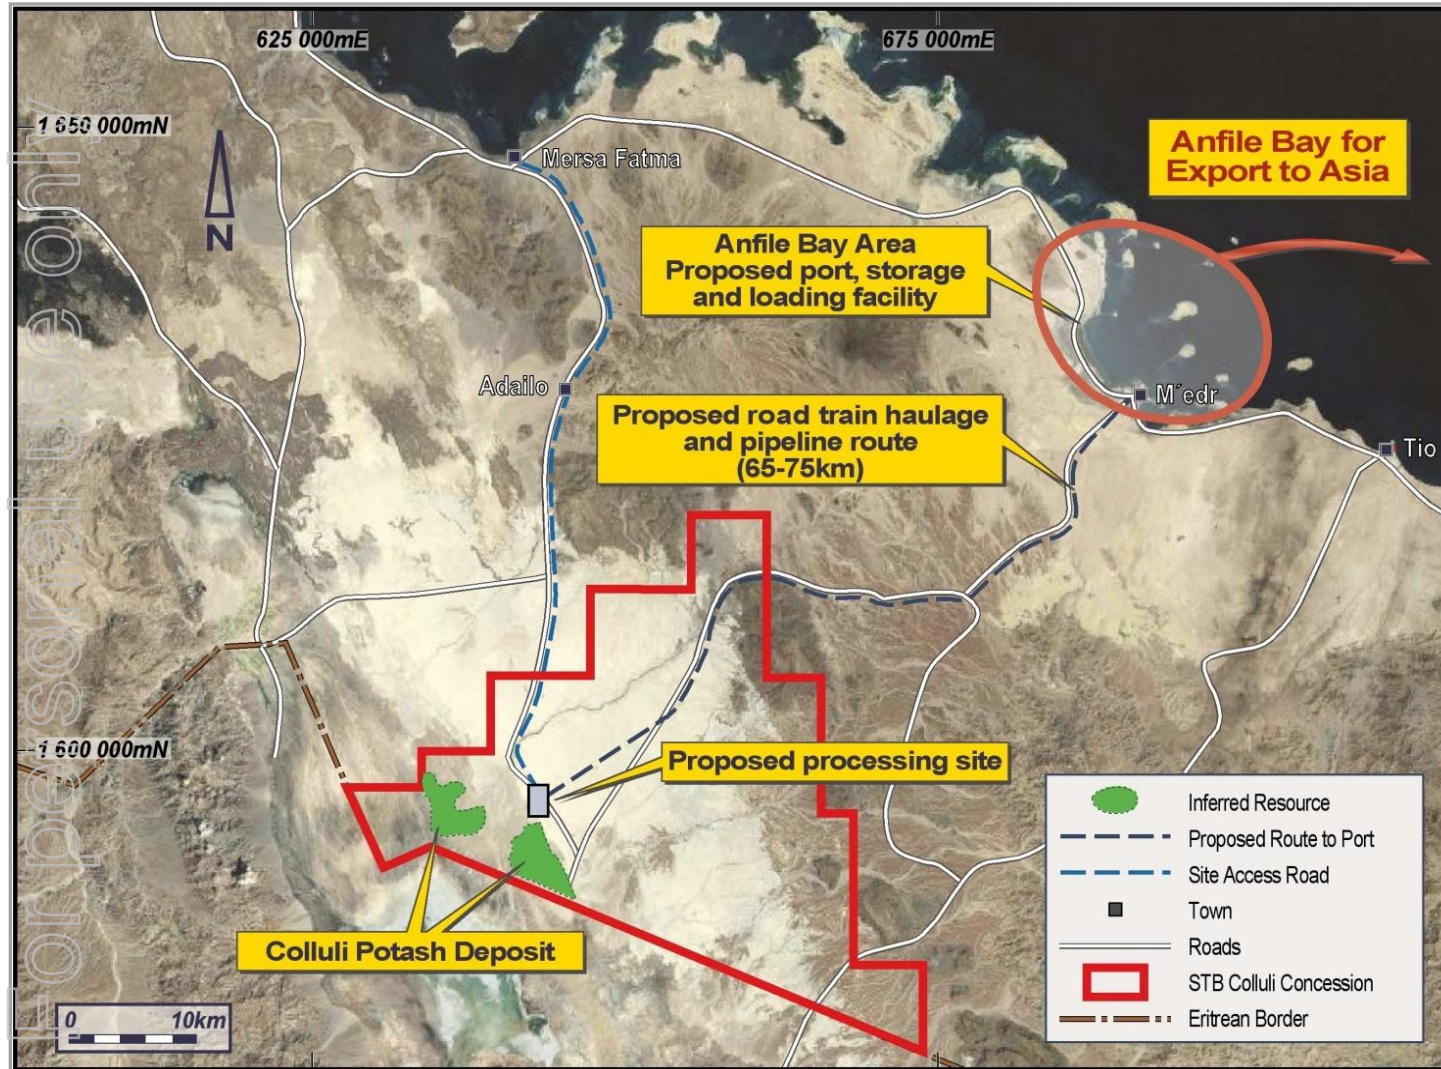 625 000mE
675 000mE
1 650 000mN
Mersa Fatma
N
Anfile Bay for
Export to Asia
Anfile Bay Area
Proposed port, storage
and loading facility
Adailo
M´edr
Proposed road train haulage
and pipeline route
(65-75km)
Tio
1 600 000mN
Proposed processing site
Colluli Potash Deposit
Inferred Resource
Proposed Route to Port
Site Access Road
Town
Roads
STB Colluli Concession
Eritrean Border
0 10km
For personal use only